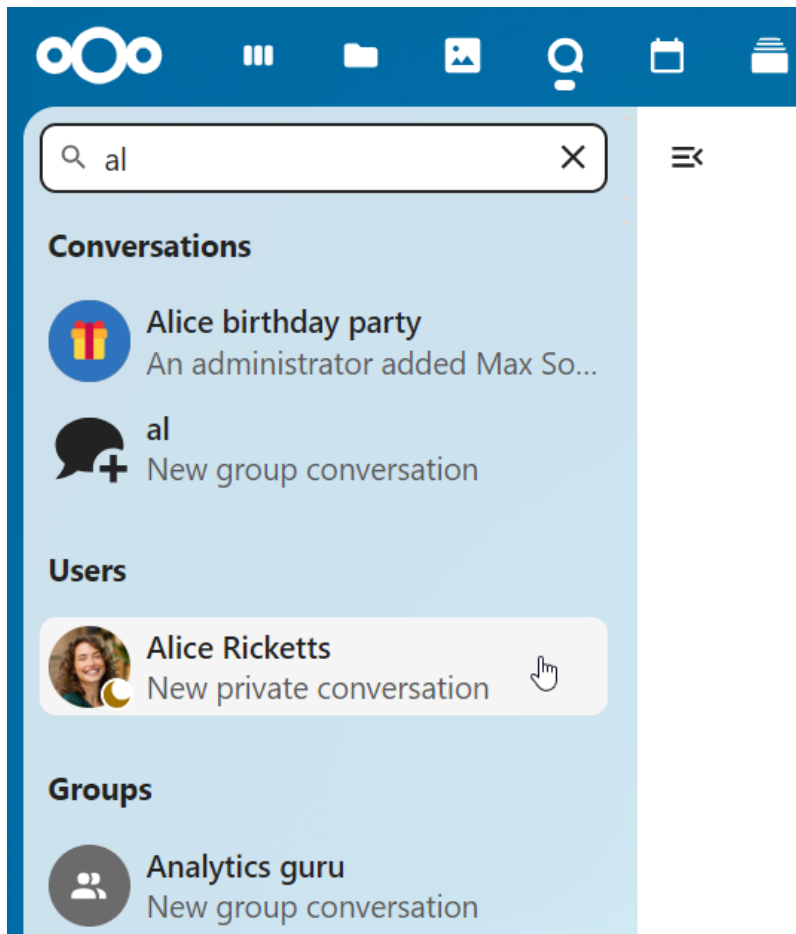 al
Conversations
Alice birthday party
An administrator added Max So...
al
New group conversation
Users
Alice Ricketts
New private conversation
Groups
Analytics guru
New group conversation